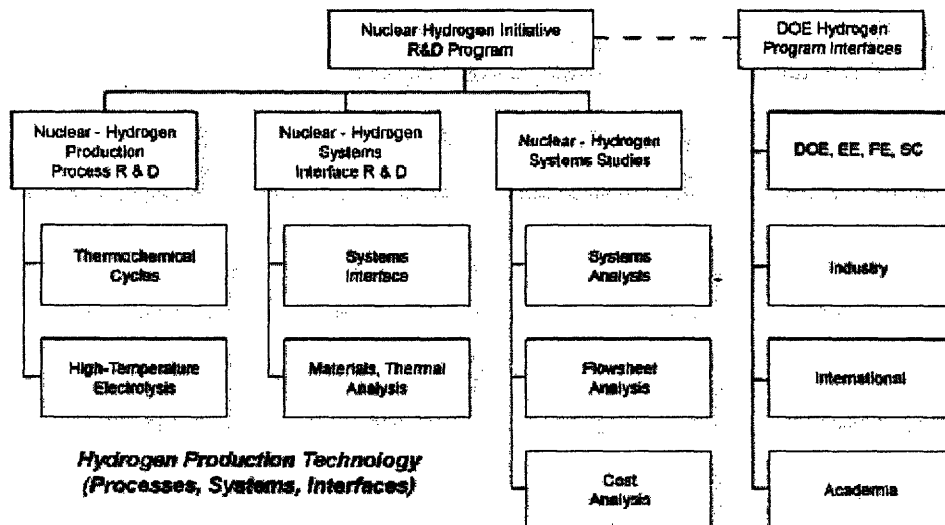 Nuclear Hydrogen Initiative
R&D Program
DOE Hydrogen
Program Interfaces
Nuclear - Hydrogen
Production
Process R & D
Nuclear - Hydrogen
Systems
Interface R & D
Nuclear - Hydrogen
Systems Studies
DOE, EE, FE, SC
Thermochemical
Cycles
Systems
Interface
Systems
Analysis
Industry
High-Temperature
Electrolysis
Materials, Thermal
Analysis
Flowsheet
Analysis
International
Hydrogen Production Technology
(Processes, Systems, Interfaces)
Cost
Analysis
Academia